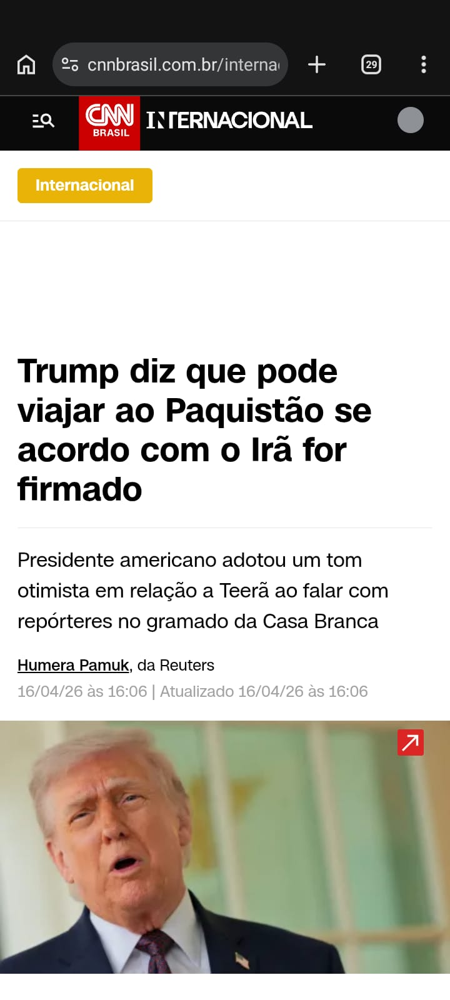 cnnbrasil.com.br/interna
29
CNN
BRASIL
INTERNACIONAL
Internacional
Trump diz que pode
viajar ao Paquistão se
acordo com o Irã for
firmado
Presidente americano adotou um tom
otimista em relação a Teerã ao falar com
repórteres no gramado da Casa Branca
Humera Pamuk, da Reuters
16/04/26 às 16:06 | Atualizado 16/04/26 às 16:06